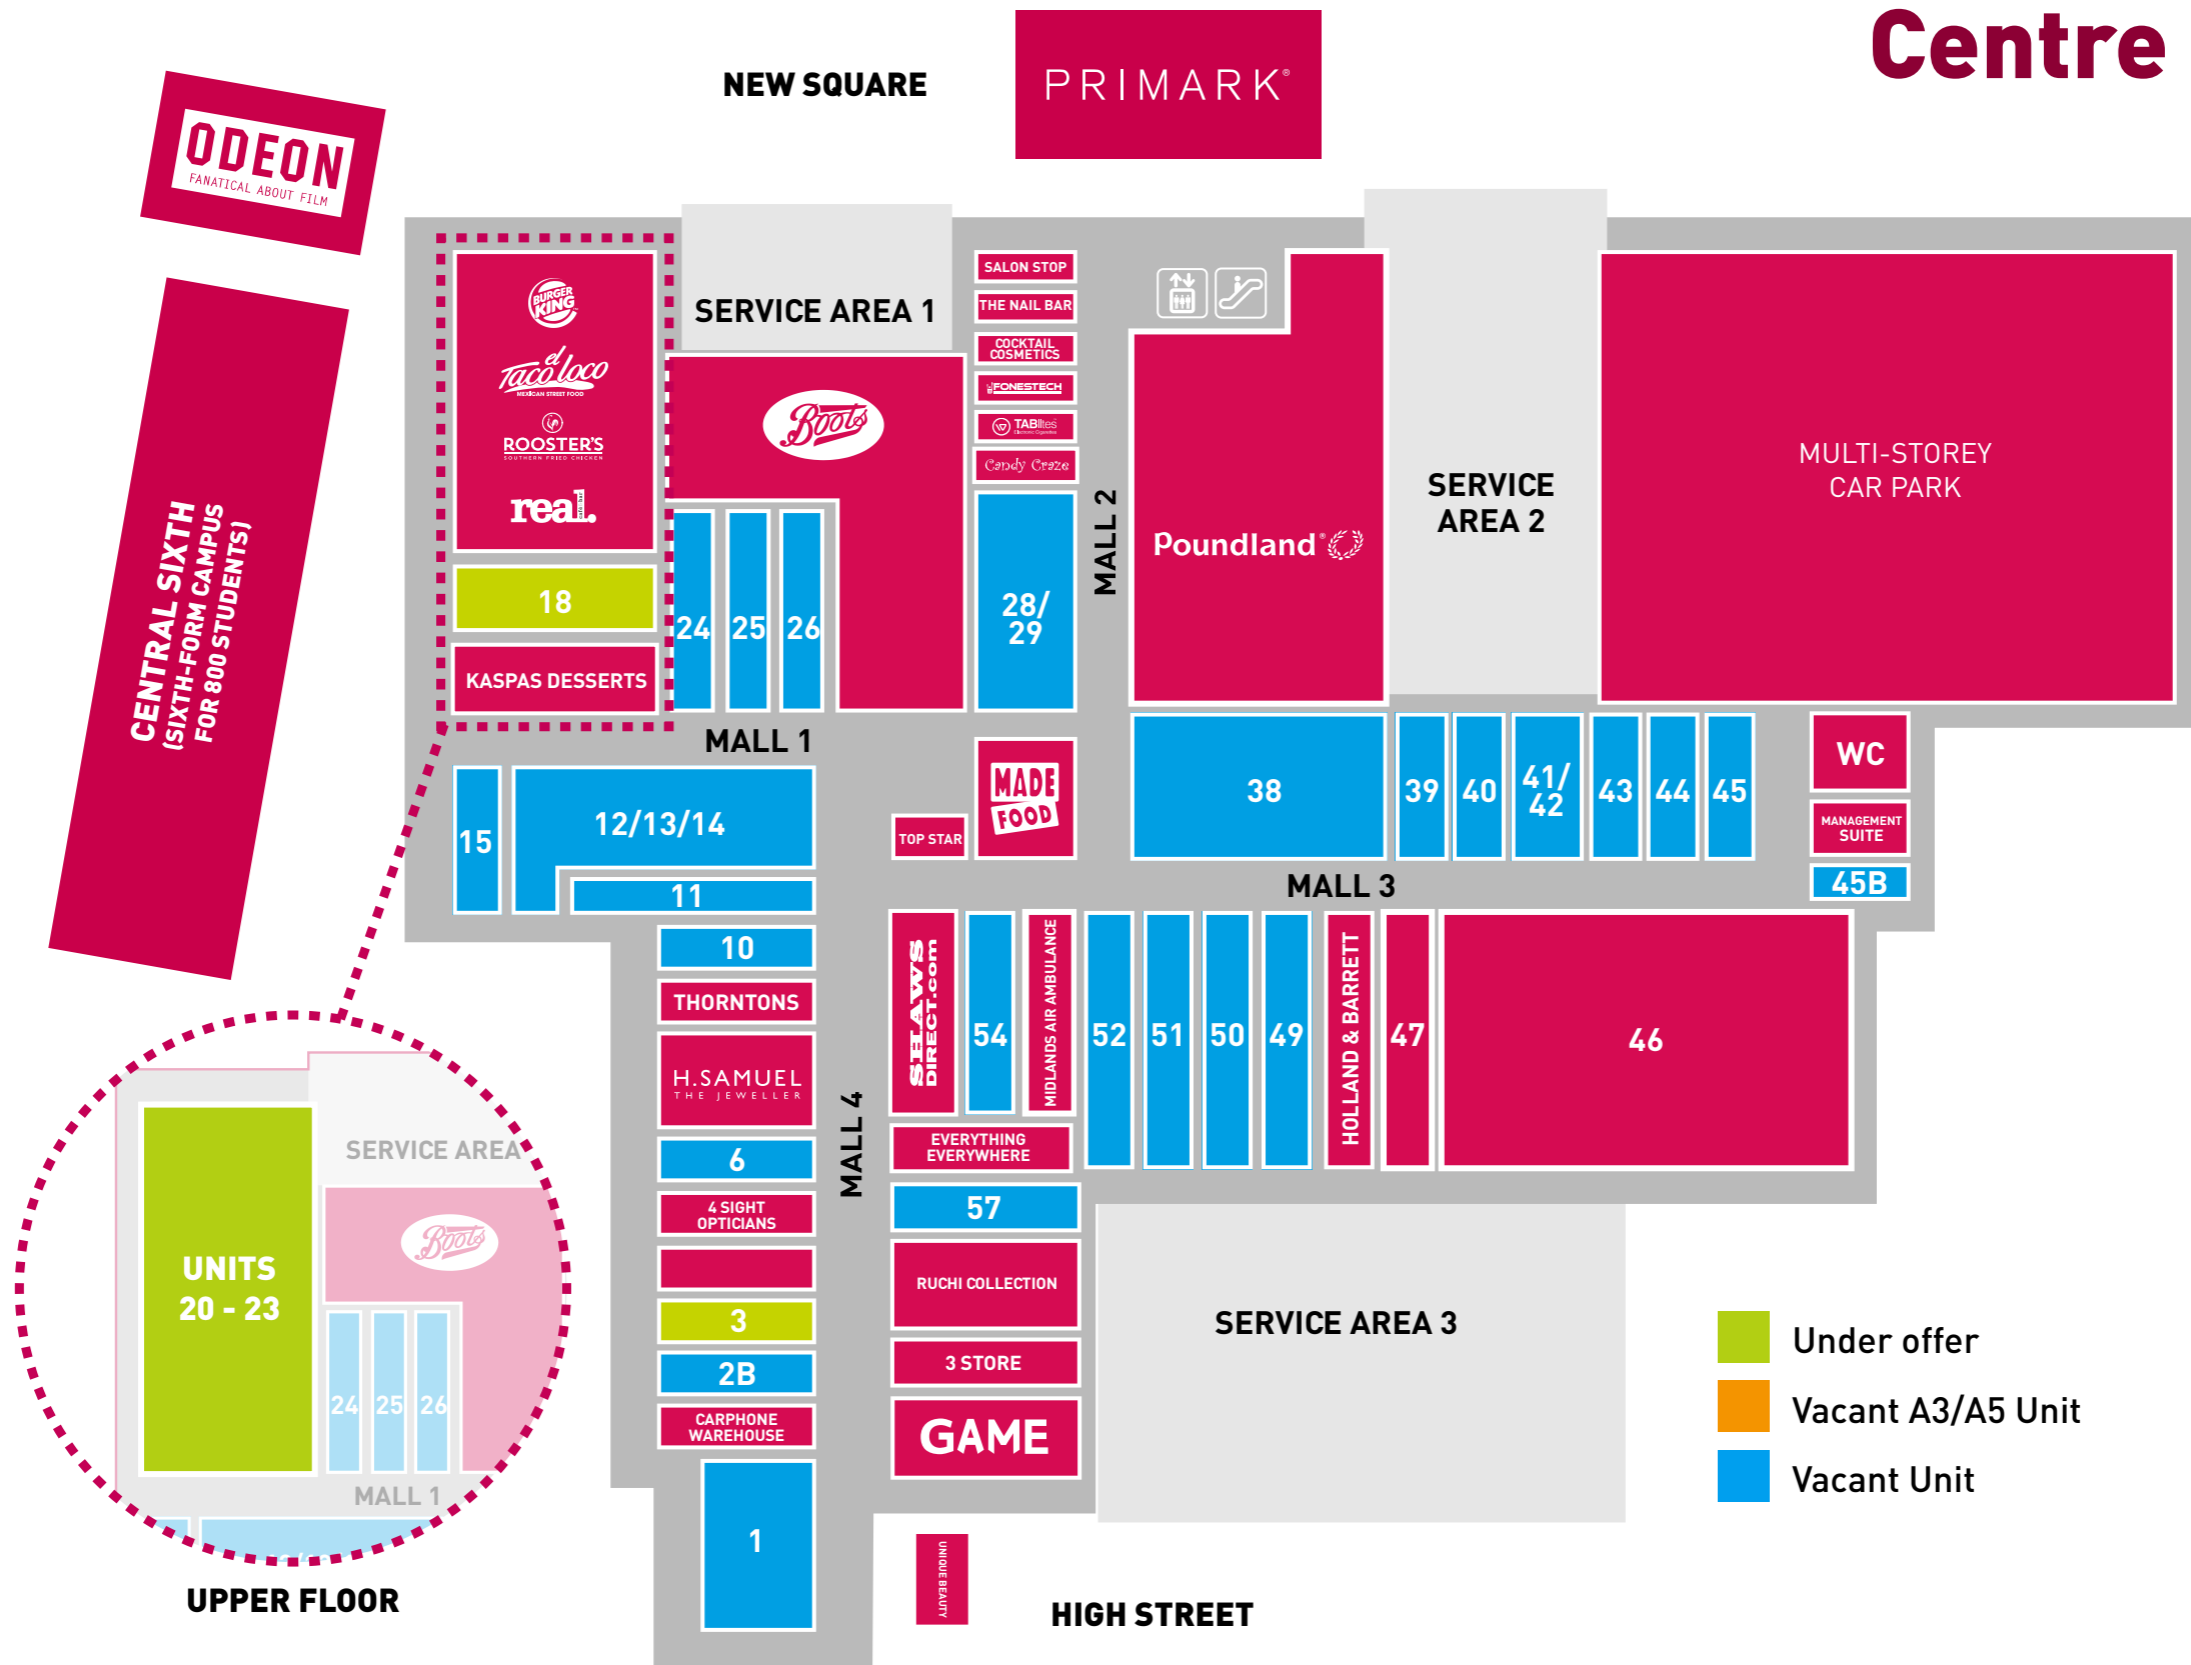 Centre
NEW SQUARE
PRIMARK®
ODEON
FANATICAL ABOUT FILM
CENTRAL SIXTH
(SIXTH-FORM CAMPUS
FOR 800 STUDENTS)
BURGER
KING
el
Taco loco
MEXICAN STREET FOOD
ROOSTER'S
SOUTHERN FRIED CHICKEN
real.
18
KASPAS DESSERTS
SERVICE AREA 1
Boots
24
25
26
SALON STOP
THE NAIL BAR
COCKTAIL
COSMETICS
FONESTECH
TABlites
Candy Craze
28/
29
MALL 2
Poundland®
SERVICE
AREA 2
MULTI-STOREY
CAR PARK
MALL 1
15
12/13/14
11
TOP STAR
MADE
FOOD
38
39
40
41/
42
43
44
45
WC
MANAGEMENT
SUITE
45B
MALL 3
10
THORNTONS
H.SAMUEL
THE JEWELLER
6
4 SIGHT
OPTICIANS
3
2B
CARPHONE
WAREHOUSE
1
MALL 4
SHAWS
DIRECT.com
54
MIDLANDS AIR AMBULANCE
52
51
50
49
HOLLAND & BARRETT
47
46
EVERYTHING
EVERYWHERE
57
RUCHI COLLECTION
3 STORE
GAME
SERVICE AREA 3
UNIQUE BEAUTY
HIGH STREET
SERVICE AREA
Boots
UNITS
20 - 23
24
25
26
MALL 1
UPPER FLOOR
Under offer
Vacant A3/A5 Unit
Vacant Unit